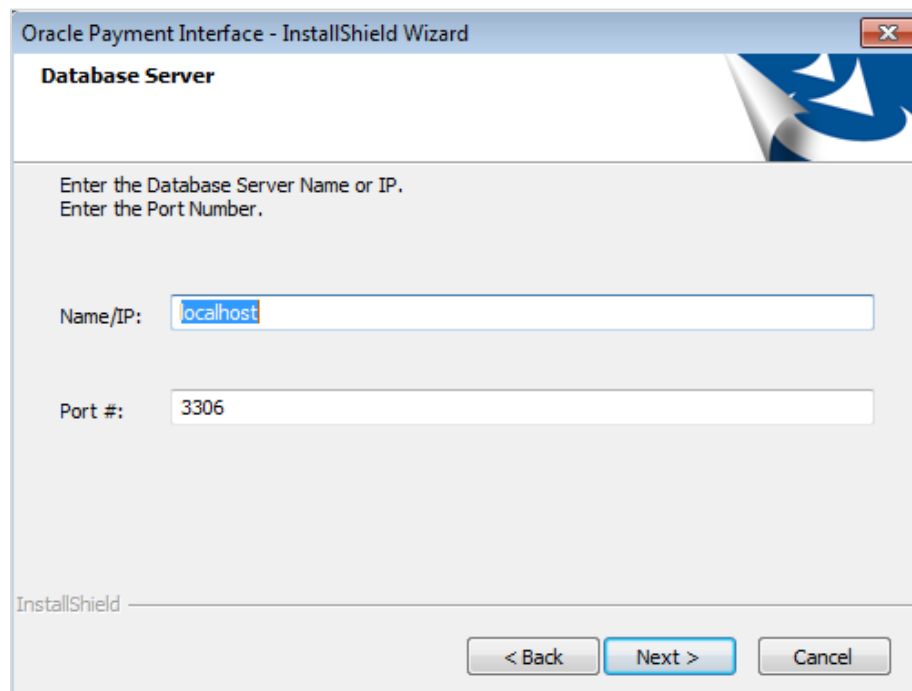 Oracle Payment Interface - InstallShield Wizard
Database Server
Enter the Database Server Name or IP.
Enter the Port Number.
Name/IP: localhost
Port #: 3306
InstallShield
< Back Next > Cancel